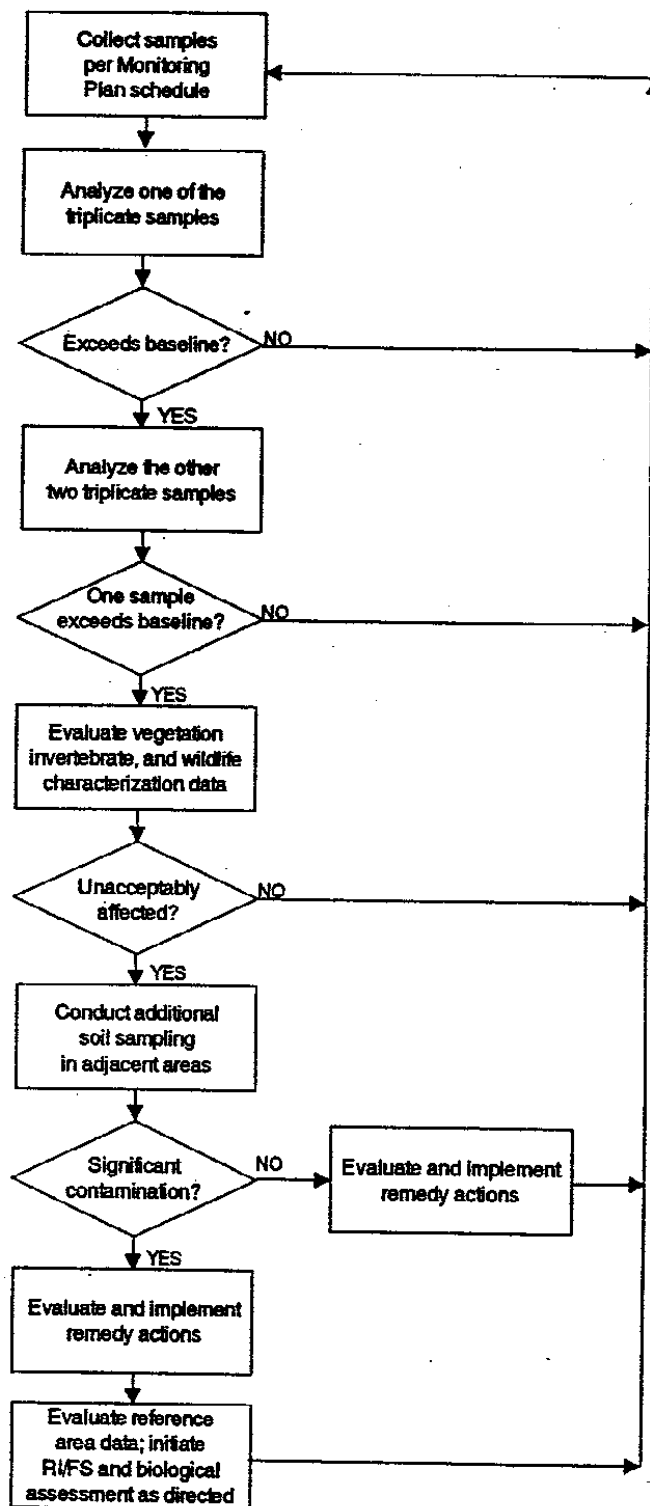 Collect samples
per Monitoring
Plan schedule
Analyze one of the
triplicate samples
Exceeds baseline?
NO
YES
Analyze the other
two triplicate samples
One sample
exceeds baseline?
NO
YES
Evaluate vegetation
invertebrate, and wildlife
characterization data
Unacceptably
affected?
NO
YES
Conduct additional
soil sampling
in adjacent areas
Significant
contamination?
NO
Evaluate and implement
remedy actions
YES
Evaluate and implement
remedy actions
Evaluate reference
area data; initiate
RI/FS and biological
assessment as directed